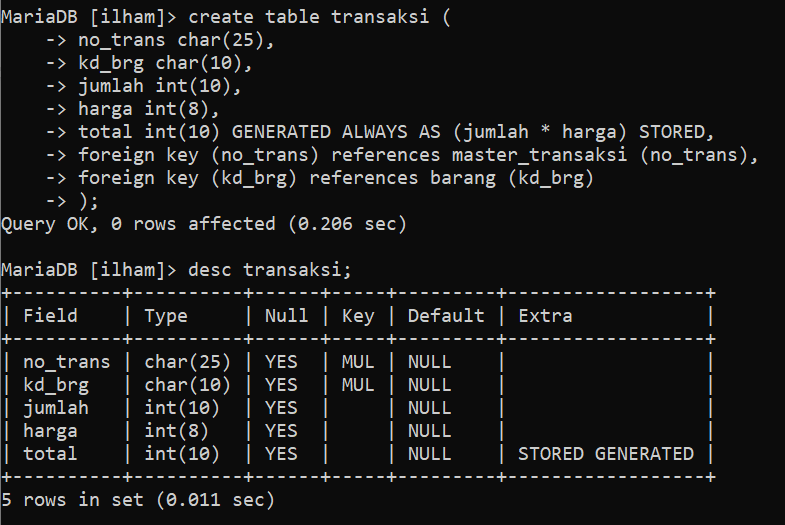 MariaDB [ilham]> create table transaksi (
    -> no_trans char(25),
    -> kd_brg char(10),
    -> jumlah int(10),
    -> harga int(8),
    -> total int(10) GENERATED ALWAYS AS (jumlah * harga) STORED,
    -> foreign key (no_trans) references master_transaksi (no_trans),
    -> foreign key (kd_brg) references barang (kd_brg)
    -> );
Query OK, 0 rows affected (0.206 sec)

MariaDB [ilham]> desc transaksi;
+----------+----------+------+-----+---------+------------------+
| Field    | Type     | Null | Key | Default | Extra            |
+----------+----------+------+-----+---------+------------------+
| no_trans | char(25) | YES  | MUL | NULL    |                  |
| kd_brg   | char(10) | YES  | MUL | NULL    |                  |
| jumlah   | int(10)  | YES  |     | NULL    |                  |
| harga    | int(8)   | YES  |     | NULL    |                  |
| total    | int(10)  | YES  |     | NULL    | STORED GENERATED |
+----------+----------+------+-----+---------+------------------+
5 rows in set (0.011 sec)